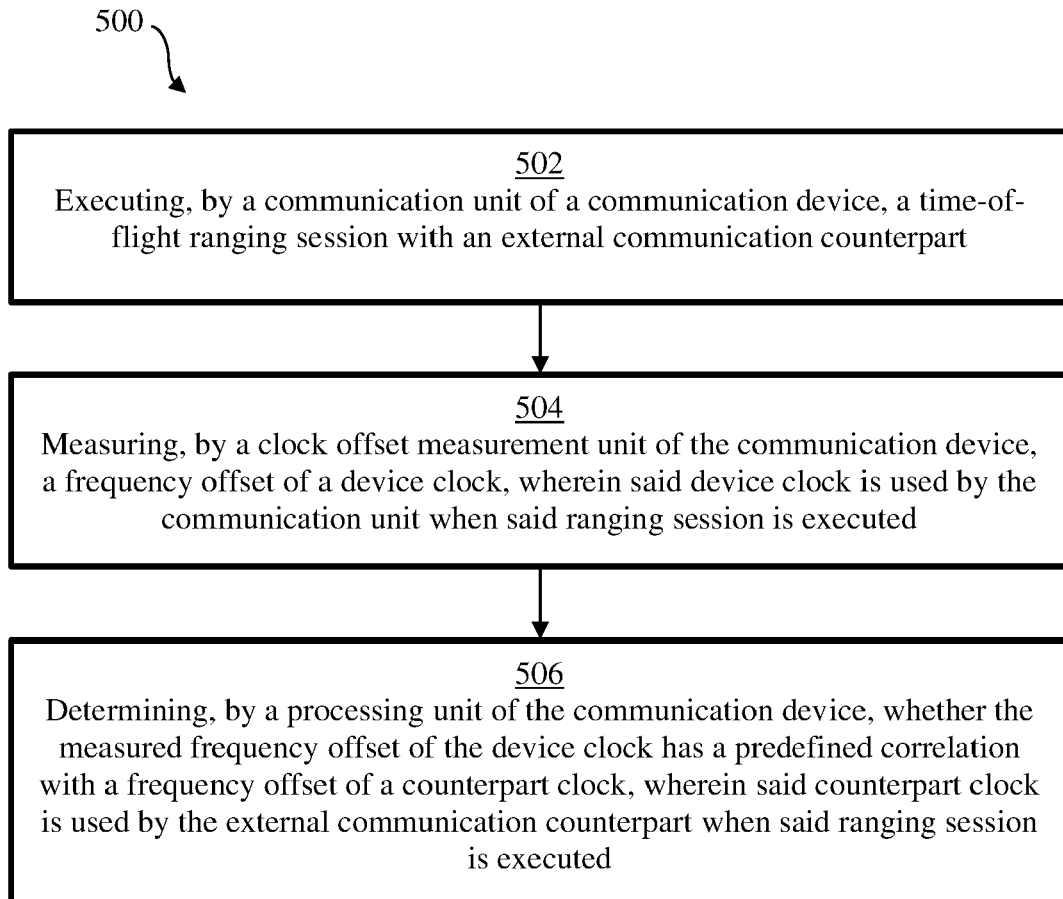 500
502
Executing, by a communication unit of a communication device, a time-of-
flight ranging session with an external communication counterpart
504
Measuring, by a clock offset measurement unit of the communication device,
a frequency offset of a device clock, wherein said device clock is used by the
communication unit when said ranging session is executed
506
Determining, by a processing unit of the communication device, whether the
measured frequency offset of the device clock has a predefined correlation
with a frequency offset of a counterpart clock, wherein said counterpart clock
is used by the external communication counterpart when said ranging session
is executed